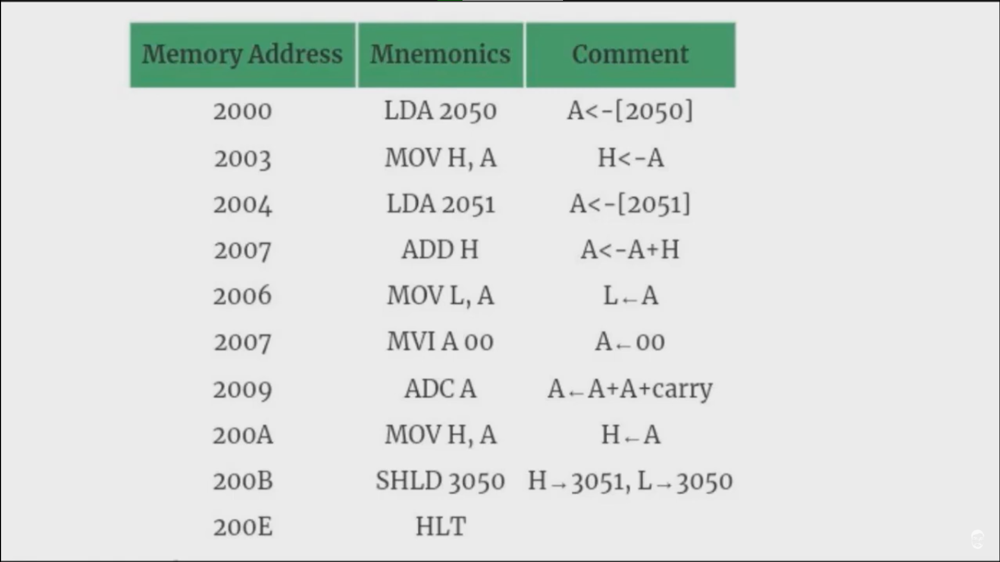 Memory Address Mnemonics Comment
2000 LDA 2050 A<-[2050]
2003 MOV H, A H<-A
2004 LDA 2051 A<-[2051]
2007 ADD H A<-A+H
2006 MOV L, A L←A
2007 MVI A 00 A←00
2009 ADC A A←A+A+carry
200A MOV H, A H←A
200B SHLD 3050 H→3051, L→3050
200E HLT